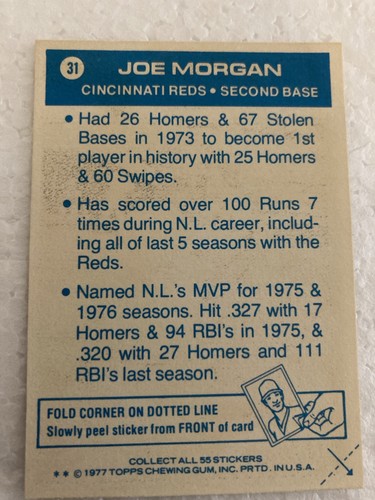 31 JOE MORGAN
CINCINNATI REDS • SECOND BASE
• Had 26 Homers & 67 Stolen
Bases in 1973 to become 1st
player in history with 25 Homers
& 60 Swipes.
• Has scored over 100 Runs 7
times during N.L. career, includ-
ing all of last 5 seasons with the
Reds.
• Named N.L.'s MVP for 1975 &
1976 seasons. Hit .327 with 17
Homers & 94 RBI's in 1975, &
.320 with 27 Homers and 111
RBI's last season.
FOLD CORNER ON DOTTED LINE
Slowly peel sticker from FRONT of card
COLLECT ALL 55 STICKERS
** © 1977 TOPPS CHEWING GUM, INC. PRTD. IN U.S.A.